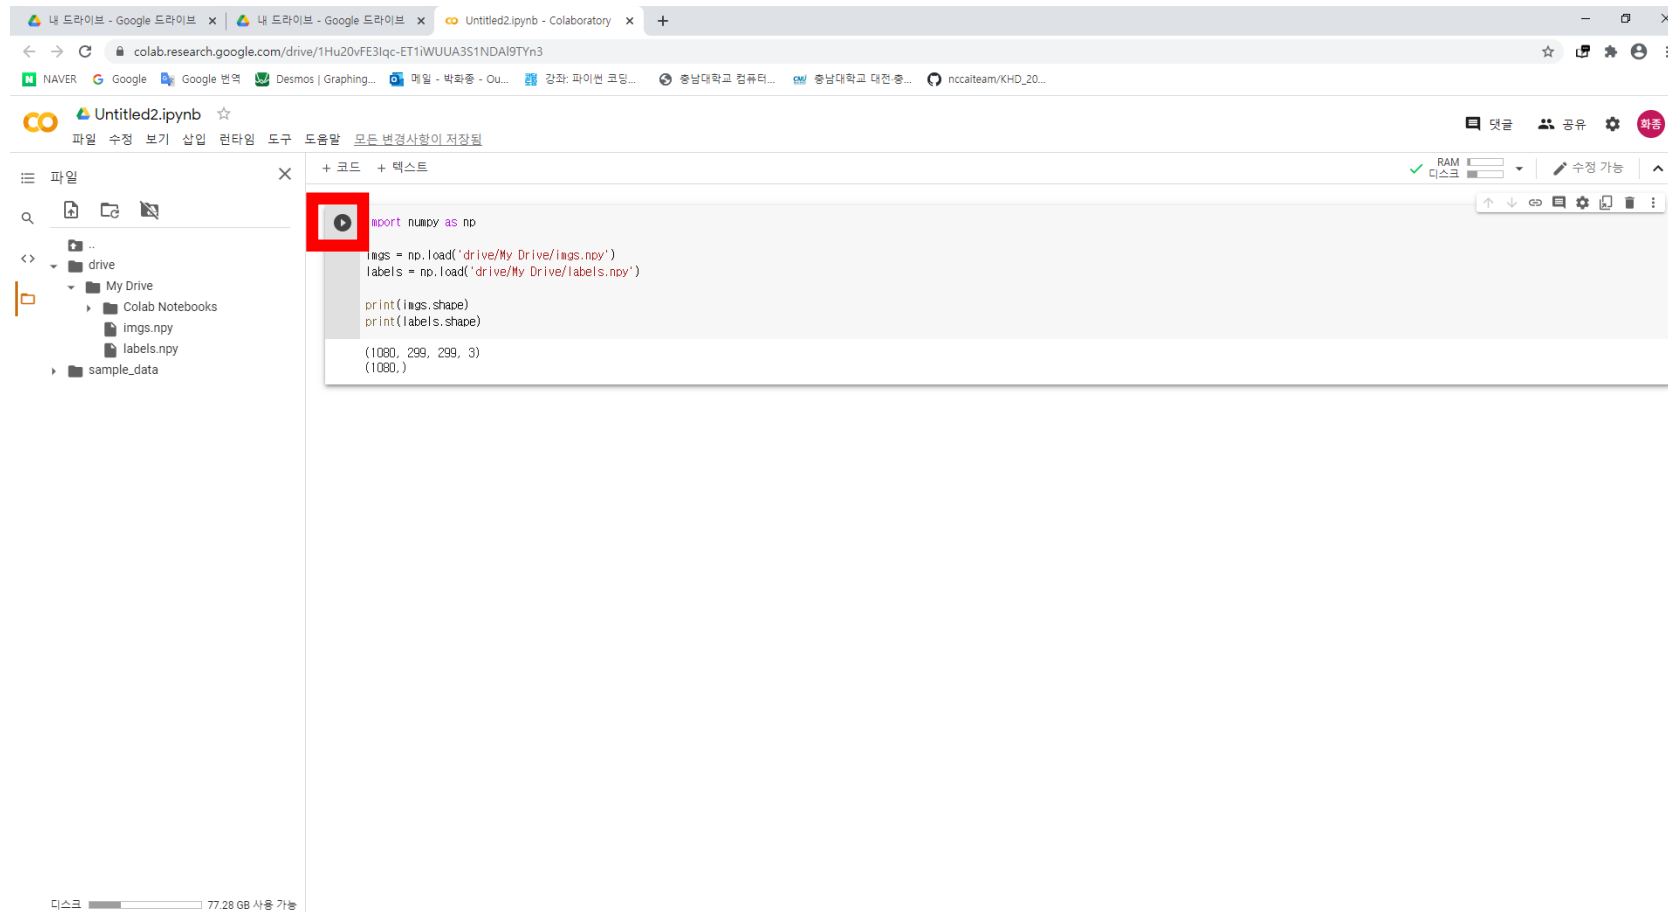 내 드라이브 - Google 드라이브
내 드라이브 - Google 드라이브
Untitled2.ipynb - Colaboratory
colab.research.google.com/drive/1Hu20vFE3Iqc-ET1iWUUA3S1NDAl9TYn3
NAVER
Google
Google 번역
Desmos | Graphing...
메일 - 박화종 - Ou...
강좌: 파이썬 코딩...
충남대학교 컴퓨터...
충남대학교 대전·충...
nccaiteam/KHD_20...
Untitled2.ipynb
파일 수정 보기 삽입 런타임 도구 도움말 모든 변경사항이 저장됨
댓글
공유
화종
파일
+ 코드 + 텍스트
RAM
디스크
수정 가능
..
drive
My Drive
Colab Notebooks
imgs.npy
labels.npy
sample_data
mport numpy as np
imgs = np.load('drive/My Drive/imgs.npy')
labels = np.load('drive/My Drive/labels.npy')
print(imgs.shape)
print(labels.shape)
(1080, 299, 299, 3)
(1080,)
디스크 77.28 GB 사용 가능